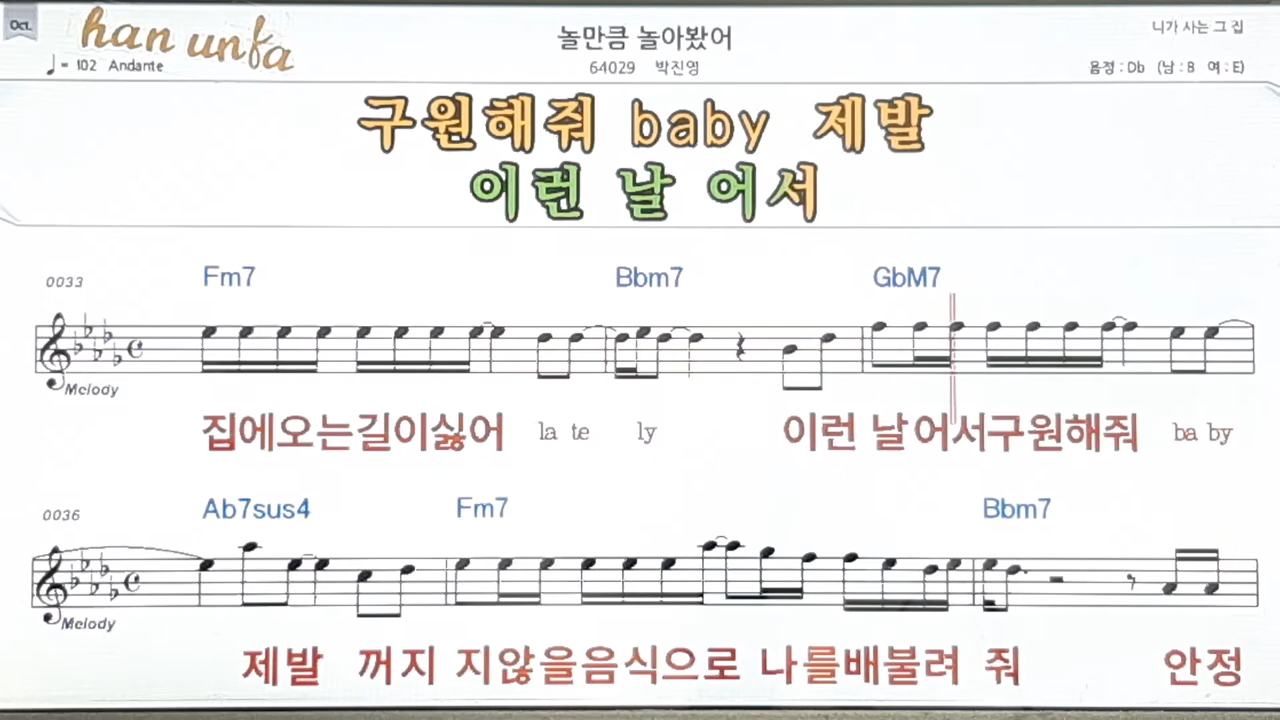 Oct.
han unfa
놀만큼 놀아봤어
니가 사는 그 집
♩= 102 Andante
64029 박진영
음정 : Db (남 : B 여 : E)
구원해줘 baby 제발
이런 날 어서
0033 Fm7 Bbm7 GbM7
Melody
집에오는길이싫어 la te ly 이런 날어서구원해줘 ba by
0036 Ab7sus4 Fm7 Bbm7
Melody
제발 꺼지 지않을음식으로 나를배불려 줘 안정